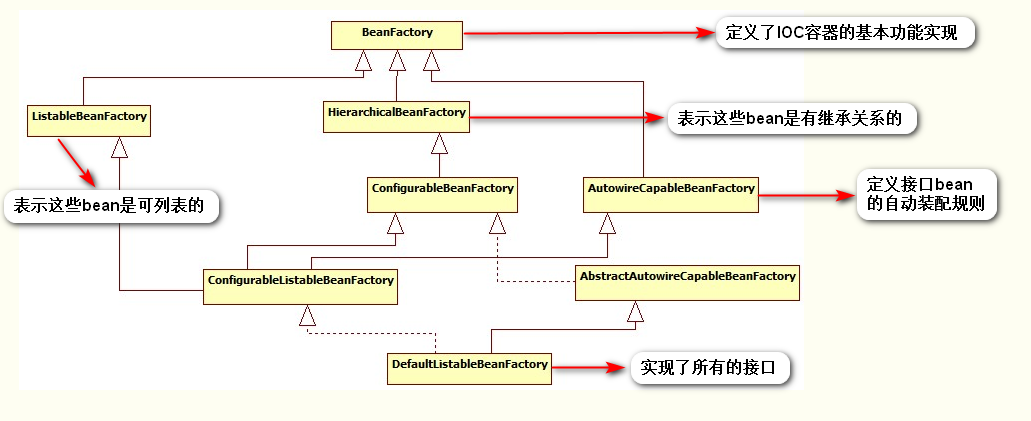 BeanFactory
定义了IOC容器的基本功能实现
ListableBeanFactory
HierarchicalBeanFactory
表示这些bean是有继承关系的
ConfigurableBeanFactory
AutowireCapableBeanFactory
定义接口bean
的自动装配规则
表示这些bean是可列表的
ConfigurableListableBeanFactory
AbstractAutowireCapableBeanFactory
DefaultListableBeanFactory
实现了所有的接口